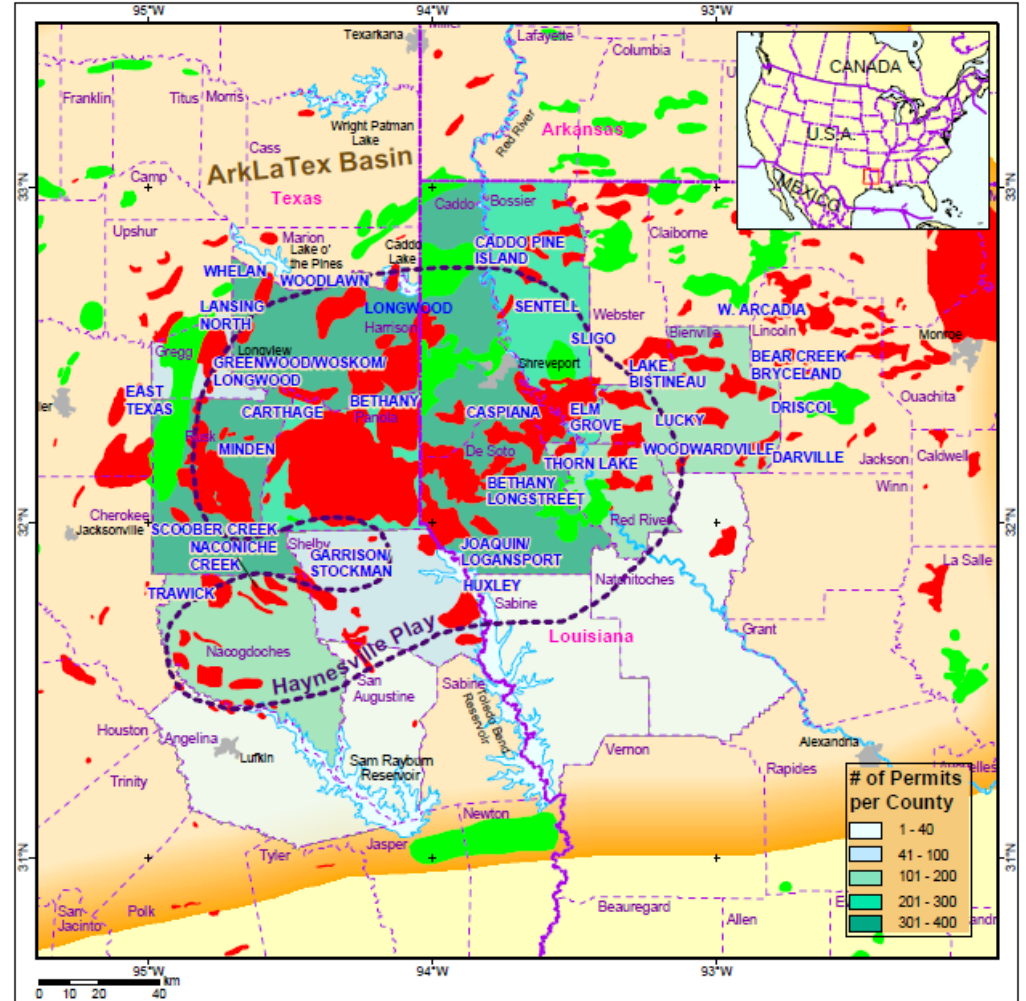 95°W
94°W
93°W
Texarkana
Lafayette
Columbia
Franklin
Titus
Morris
Red River
Arkansas
Wright Patman
Lake
Cass
ArkLaTex Basin
Texas
CANADA
U.S.A.
MEXICO
33°N
33°N
Camp
Upshur
Marion
Lake o'
the Pines
Caddo
Lake
Caddo
Bossier
Claiborne
WHELAN
WOODLAWN
CADDO PINE
ISLAND
LANSING
NORTH
LONGWOOD
Harrison
SENTELL
Webster
W. ARCADIA
Lincoln
Bienville
Monroe
SLIGO
Gregg
Longview
GREENWOOD/WOSKOM/
LONGWOOD
Shreveport
LAKE
BISTINEAU
BEAR CREEK
BRYCELAND
Ouachita
EAST
TEXAS
ler
CARTHAGE
BETHANY
Panola
CASPIANA
ELM
GROVE
LUCKY
DRISCOL
Rusk
MINDEN
De Soto
THORN LAKE
WOODWARDVILLE
DARVILLE
Jackson
Caldwell
BETHANY
LONGSTREET
Winn
Cherokee
Jacksonville
32°N
32°N
SCOOBER CREEK
NACONICHE
CREEK
Shelby
GARRISON/
STOCKMAN
JOAQUIN/
LOGANSPORT
Red River
La Salle
TRAWICK
HUXLEY
Natchitoches
Sabine
Louisiana
Grant
Nacogdoches
Haynesville Play
San
Augustine
Sabine
Toledo Bend
Reservoir
Houston
Angelina
Lufkin
Sam Rayburn
Reservoir
Vernon
Alexandria
Rapides
Trinity
Newton
Jasper
Tyler
31°N
31°N
Polk
San
Jacinto
Beauregard
Allen
# of Permits
per County
1 - 40
41 - 100
101 - 200
201 - 300
301 - 400
95°W
94°W
93°W
km
0 10 20 40